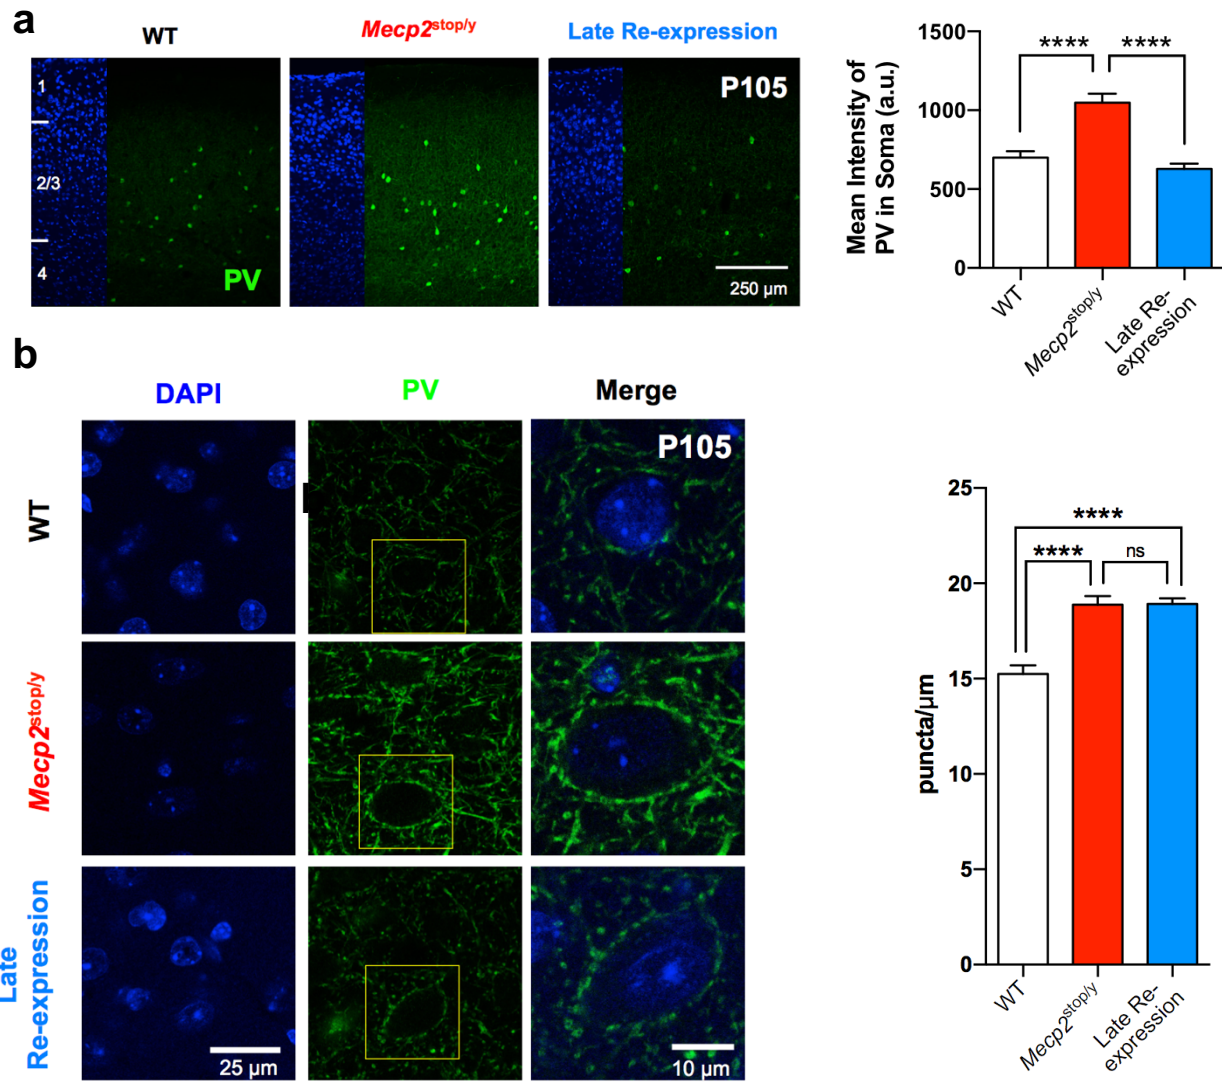 a
WT
Mecp2stop/y
Late Re-expression
1
2/3
4
PV
P105
250 µm
Mean Intensity of
PV in Soma (a.u.)
1500
1000
500
0
****
****
WT
Mecp2stop/y
Late Re-
expression
b
DAPI
PV
Merge
WT
P105
Mecp2stop/y
Late
Re-expression
25 µm
10 µm
puncta/µm
25
20
15
10
5
0
****
****
ns
WT
Mecp2stop/y
Late Re-
expression